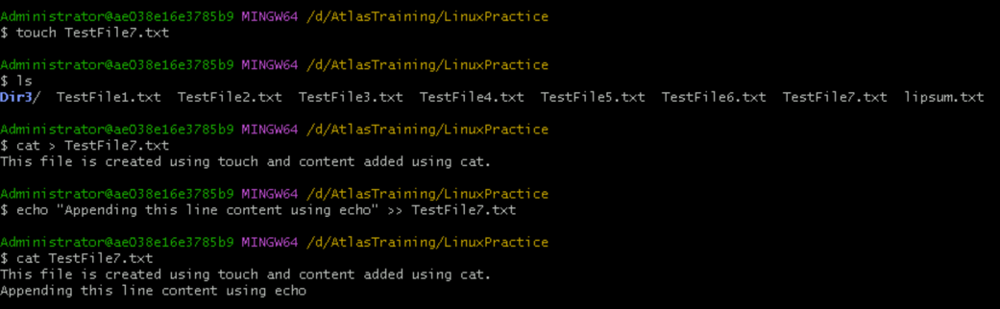 Administrator@ae038e16e3785b9 MINGW64 /d/AtlasTraining/LinuxPractice
$ touch TestFile7.txt
Administrator@ae038e16e3785b9 MINGW64 /d/AtlasTraining/LinuxPractice
$ ls
Dir3/  TestFile1.txt  TestFile2.txt  TestFile3.txt  TestFile4.txt  TestFile5.txt  TestFile6.txt  TestFile7.txt  lipsum.txt
Administrator@ae038e16e3785b9 MINGW64 /d/AtlasTraining/LinuxPractice
$ cat > TestFile7.txt
This file is created using touch and content added using cat.
Administrator@ae038e16e3785b9 MINGW64 /d/AtlasTraining/LinuxPractice
$ echo "Appending this line content using echo" >> TestFile7.txt
Administrator@ae038e16e3785b9 MINGW64 /d/AtlasTraining/LinuxPractice
$ cat TestFile7.txt
This file is created using touch and content added using cat.
Appending this line content using echo